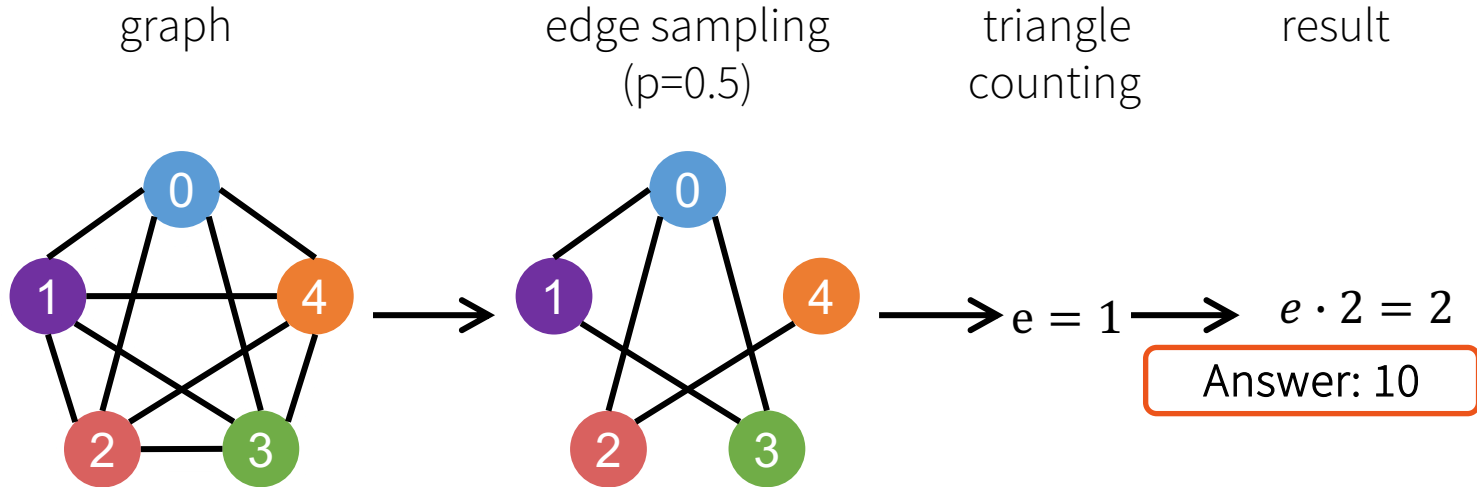 graph
edge sampling
(p=0.5)
triangle
counting
result
0
1
4
2
3
0
1
4
2
3
e = 1
e · 2 = 2
Answer: 10